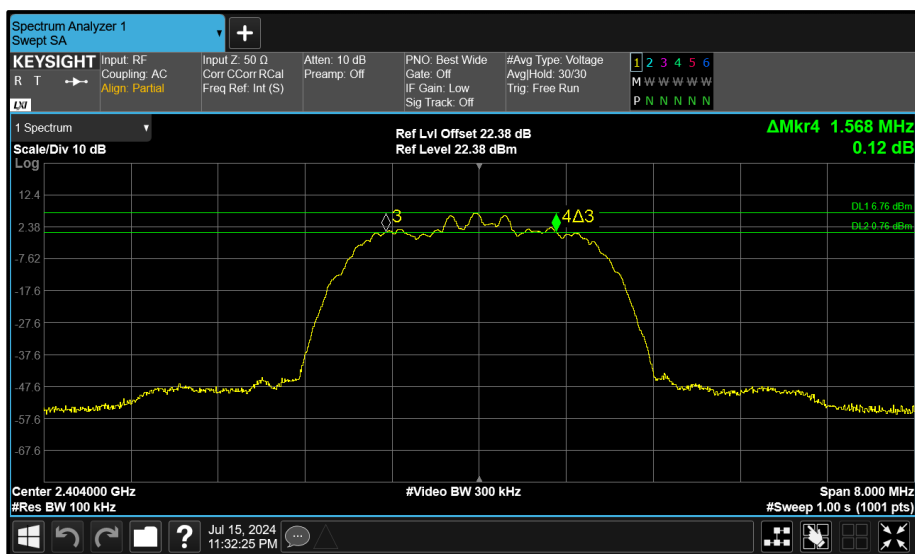 Spectrum Analyzer 1
Swept SA
+
KEYSIGHT
R T
LXI
Input: RF
Coupling: AC
Align: Partial
Input Z: 50 Ω
Corr CCorr RCal
Freq Ref: Int (S)
Atten: 10 dB
Preamp: Off
PNO: Best Wide
Gate: Off
IF Gain: Low
Sig Track: Off
#Avg Type: Voltage
Avg|Hold: 30/30
Trig: Free Run
1 2 3 4 5 6
M W W W W W
P N N N N N
1 Spectrum
Scale/Div 10 dB
Log
Ref Lvl Offset 22.38 dB
Ref Level 22.38 dBm
ΔMkr4 1.568 MHz
0.12 dB
12.4
2.38
-7.62
-17.6
-27.6
-37.6
-47.6
-57.6
-67.6
3
4Δ3
DL1 6.76 dBm
DL2 0.76 dBm
Center 2.404000 GHz
#Res BW 100 kHz
#Video BW 300 kHz
Span 8.000 MHz
#Sweep 1.00 s (1001 pts)
?
Jul 15, 2024
11:32:25 PM